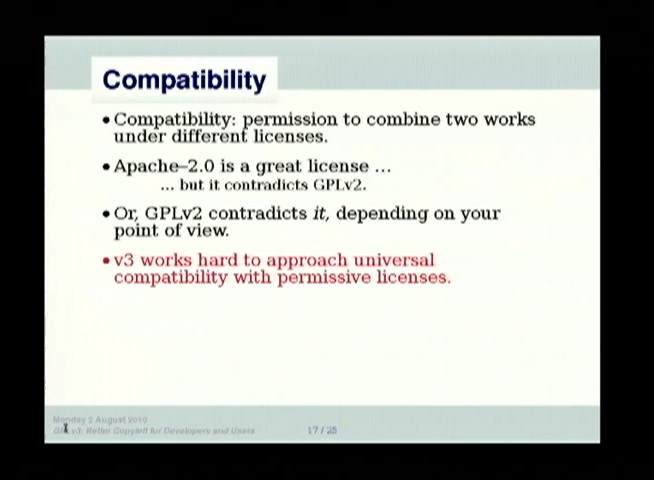 Compatibility
• Compatibility: permission to combine two works
under different licenses.
• Apache–2.0 is a great license ...
... but it contradicts GPLv2.
• Or, GPLv2 contradicts it, depending on your
point of view.
• v3 works hard to approach universal
compatibility with permissive licenses.
Monday 2 August 2010
GPLv3: Better Copyleft for Developers and Users
17 / 25